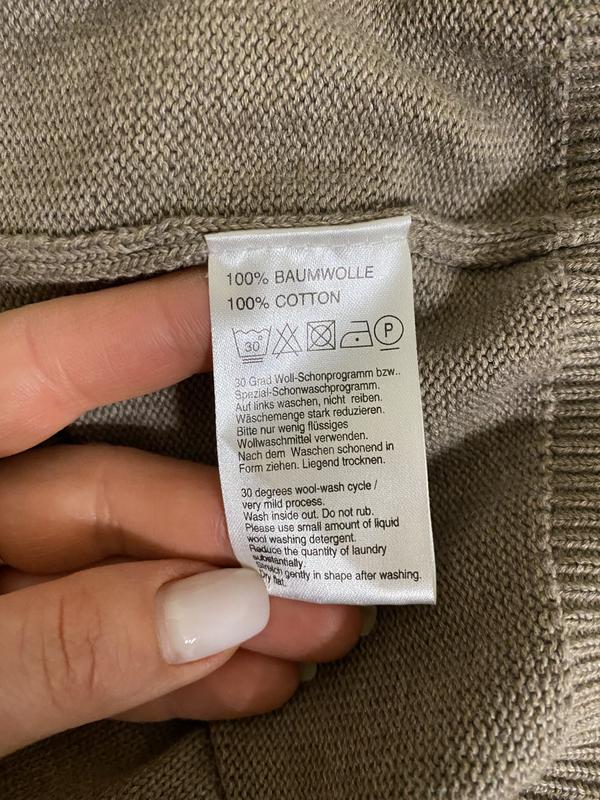 100% BAUMWOLLE
100% COTTON
30° P
30 Grad Woll-Schonprogramm bzw..
Spezial-Schonwaschprogramm.
Auf links waschen, nicht reiben.
Wäschemenge stark reduzieren.
Bitte nur wenig flüssiges
Wollwaschmittel verwenden.
Nach dem Waschen schonend in
Form ziehen. Liegend trocknen.
30 degrees wool-wash cycle /
very mild process.
Wash inside out. Do not rub.
Please use small amount of liquid
wool washing detergent.
Reduce the quantity of laundry
substantially.
Stretch gently in shape after washing.
Dry flat.